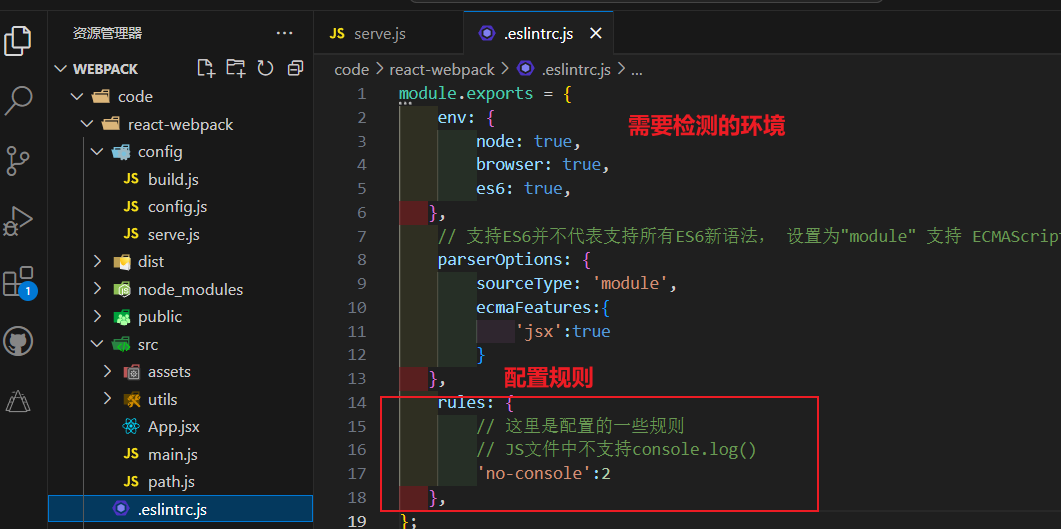 资源管理器
···
JS serve.js
.eslintrc.js
WEBPACK
code > react-webpack > .eslintrc.js > ...
code
react-webpack
config
JS build.js
JS config.js
JS serve.js
dist
node_modules
public
src
assets
utils
App.jsx
JS main.js
JS path.js
.eslintrc.js
1
1 module.exports = {
2 env: {
需要检测的环境
3 node: true,
4 browser: true,
5 es6: true,
6 },
7 // 支持ES6并不代表支持所有ES6新语法， 设置为"module" 支持 ECMAScript
8 parserOptions: {
9 sourceType: 'module',
10 ecmaFeatures:{
11 'jsx':true
12 }
13 },
配置规则
14 rules: {
15 // 这里是配置的一些规则
16 // JS文件中不支持console.log()
17 'no-console':2
18 },
19 };